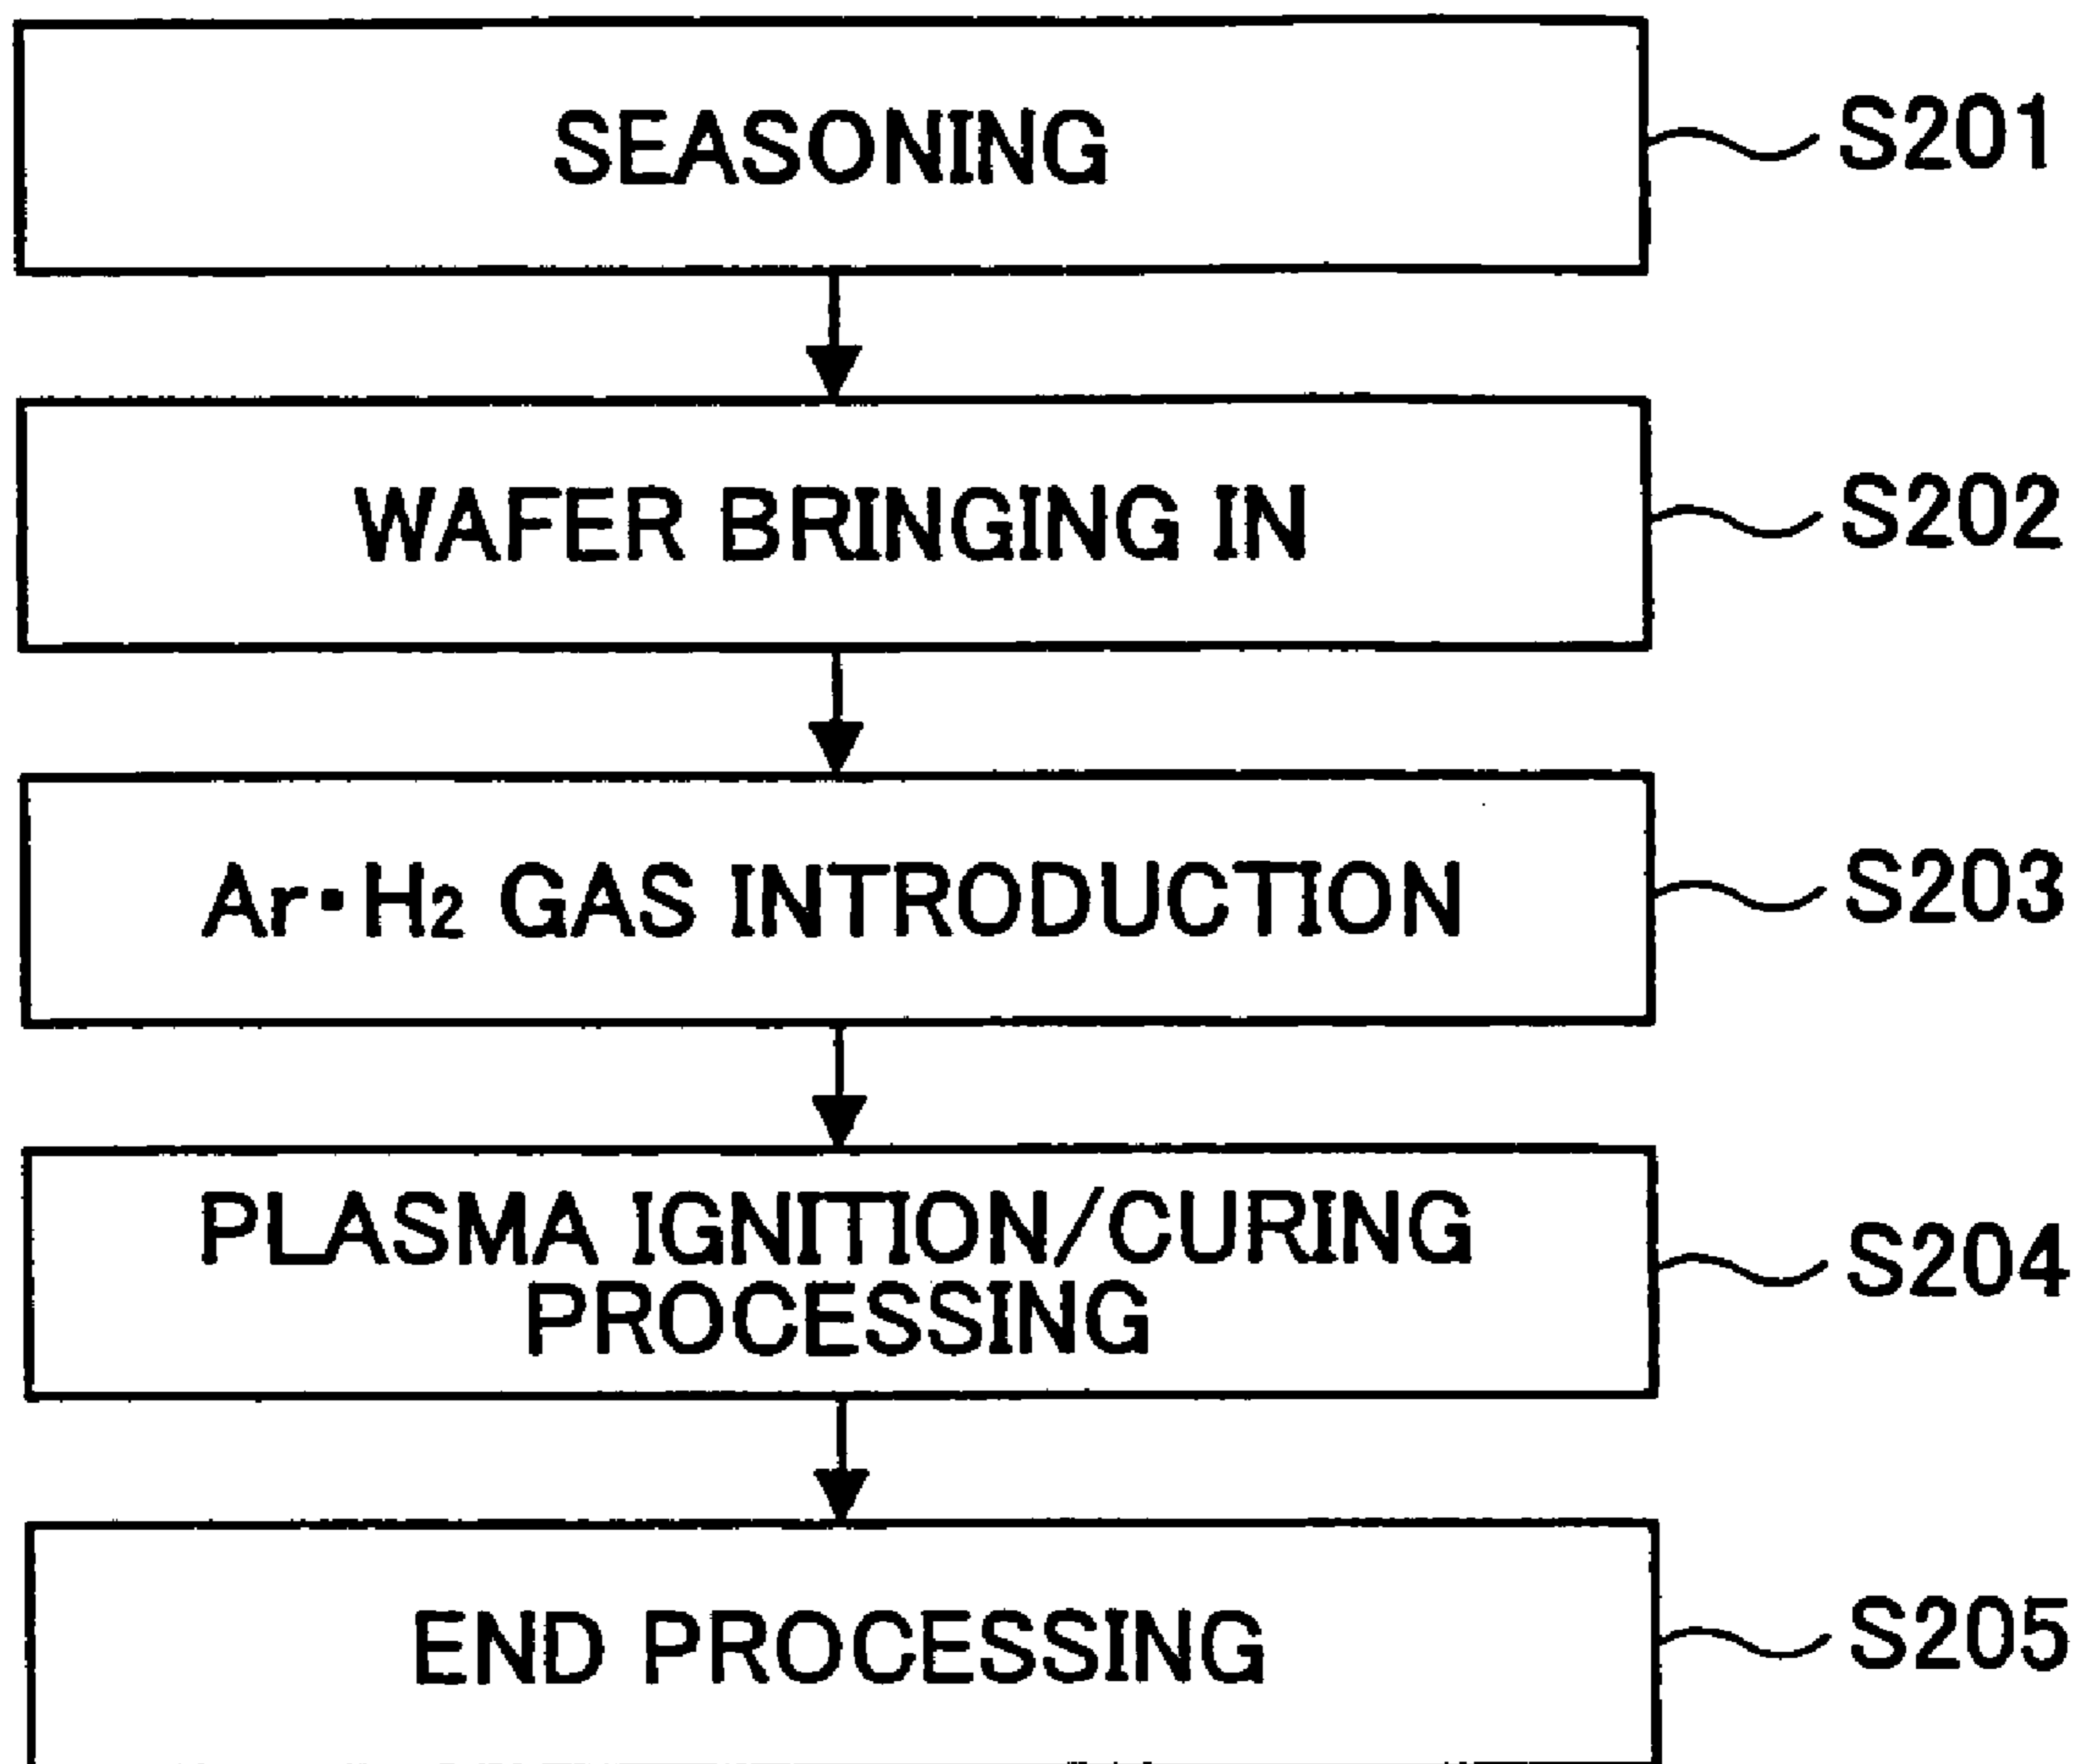 SEASONING S201
WAFER BRINGING IN S202
Ar・H2 GAS INTRODUCTION S203
PLASMA IGNITION/CURING
PROCESSING S204
END PROCESSING S205